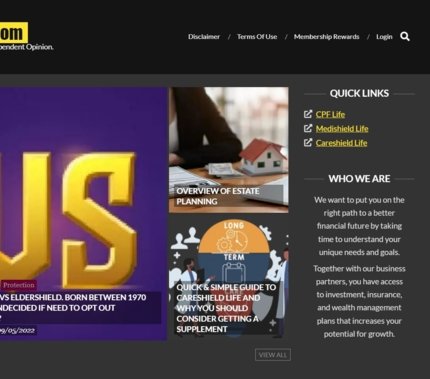 om
pendent Opinion.
Disclaimer / Terms Of Use / Membership Rewards / Login
VS
Protection
VS ELDERSHIELD. BORN BETWEEN 1970
NDECIDED IF NEED TO OPT OUT
?
09/05/2022
OVERVIEW OF ESTATE
PLANNING
LONG
TERM
CARE
QUICK & SIMPLE GUIDE TO
CARESHIELD LIFE AND
WHY YOU SHOULD
CONSIDER GETTING A
SUPPLEMENT
VIEW ALL
QUICK LINKS
CPF Life
Medishield Life
Careshield Life
WHO WE ARE
We want to put you on the
right path to a better
financial future by taking
time to understand your
unique needs and goals.
Together with our business
partners, you have access
to investment, insurance,
and wealth management
plans that increases your
potential for growth.